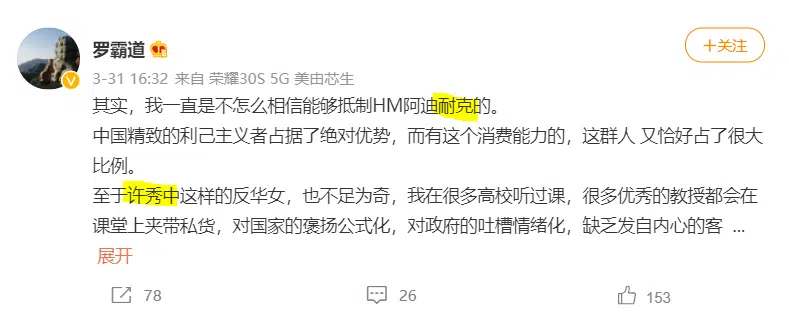 罗霸道
+关注
3-31 16:32 来自 荣耀30S 5G 美由芯生
其实，我一直是不怎么相信能够抵制HM阿迪耐克的。
中国精致的利己主义者占据了绝对优势，而有这个消费能力的，这群人 又恰好占了很大
比例。
至于许秀中这样的反华女，也不足为奇，我在很多高校听过课，很多优秀的教授都会在
课堂上夹带私货，对国家的褒扬公式化，对政府的吐槽情绪化，缺乏发自内心的客 ...
展开
78 26 153